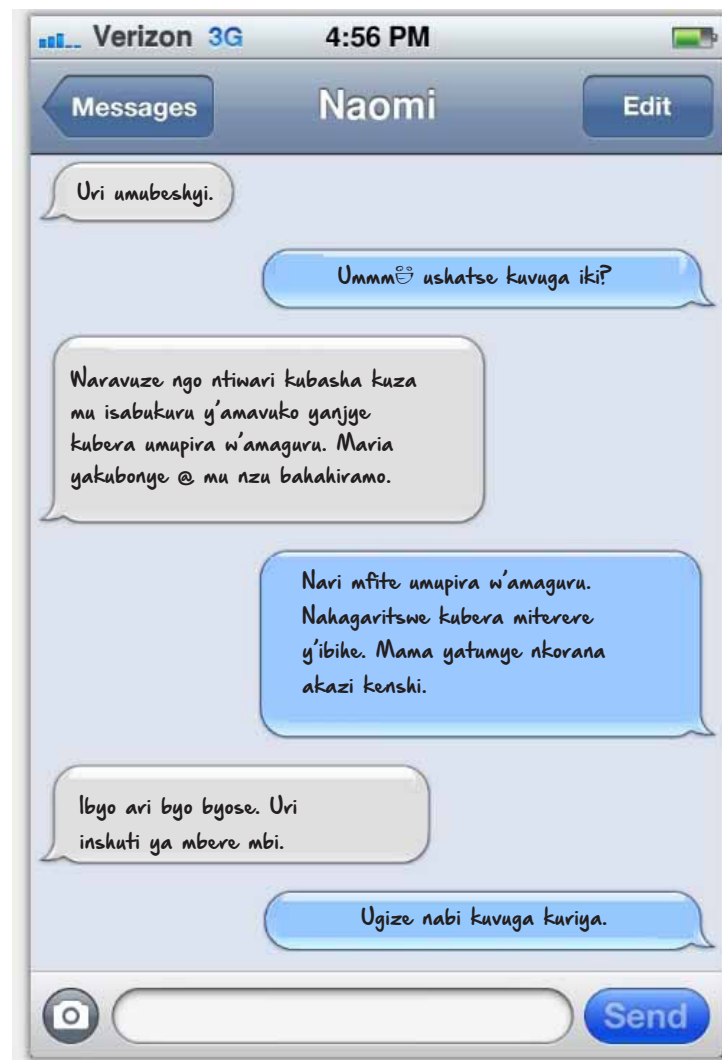 Verizon 3G 4:56 PM
Messages Naomi Edit
Uri umubeshyi.
Ummm😄 ushatse kuvuga iki?
Waravuze ngo ntiwari kubasha kuza
mu isabukuru y'amavuko yanjye
kubera umupira w'amaguru. Maria
yakubonye @ mu nzu bahahiramo.
Nari mfite umupira w'amaguru.
Nahagaritswe kubera miterere
y'ibihe. Mama yatumye nkorana
akazi kenshi.
Ibyo ari byo byose. Uri
inshuti ya mbere mbi.
Ugize nabi kuvuga kuriya.
Send